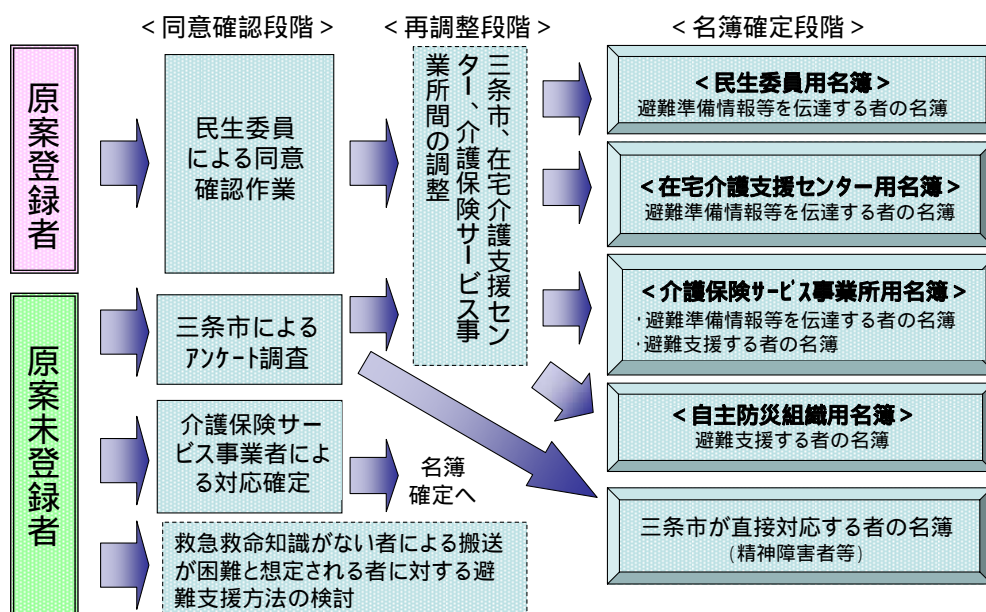 ＜同意確認段階＞
＜再調整段階＞
＜名簿確定段階＞
原案登録者
民生委員
による同意
確認作業
三条市、在宅介護支援セン
ター、介護保険サービス事
業所間の調整
＜民生委員用名簿＞
避難準備情報等を伝達する者の名簿
＜在宅介護支援センター用名簿＞
避難準備情報等を伝達する者の名簿
＜介護保険ｻｰﾋﾞｽ事業所用名簿＞
・避難準備情報等を伝達する者の名簿
・避難支援する者の名簿
原案未登録者
三条市による
ｱﾝｹｰﾄ調査
介護保険サー
ビス事業者によ
る対応確定
名簿
確定へ
＜自主防災組織用名簿＞
避難支援する者の名簿
三条市が直接対応する者の名簿
(精神障害者等)
救急救命知識がない者による搬送
が困難と想定される者に対する避
難支援方法の検討